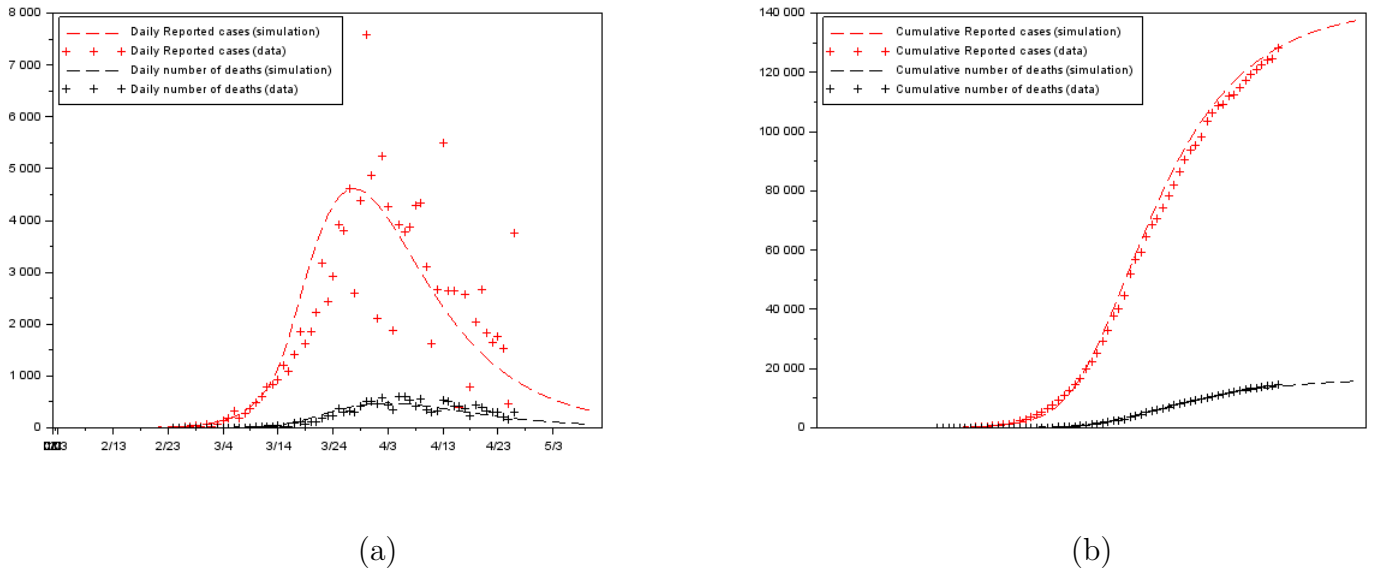 8 000
7 000
6 000
5 000
4 000
3 000
2 000
1 000
0
Daily Reported cases (simulation)
Daily Reported cases (data)
Daily number of deaths (simulation)
Daily number of deaths (data)
2/13
2/23
3/4
3/14
3/24
4/3
4/13
4/23
5/3
(a)
140 000
120 000
100 000
80 000
60 000
40 000
20 000
0
Cumulative Reported cases (simulation)
Cumulative Reported cases (data)
Cumulative number of deaths (simulation)
Cumulative number of deaths (data)
(b)